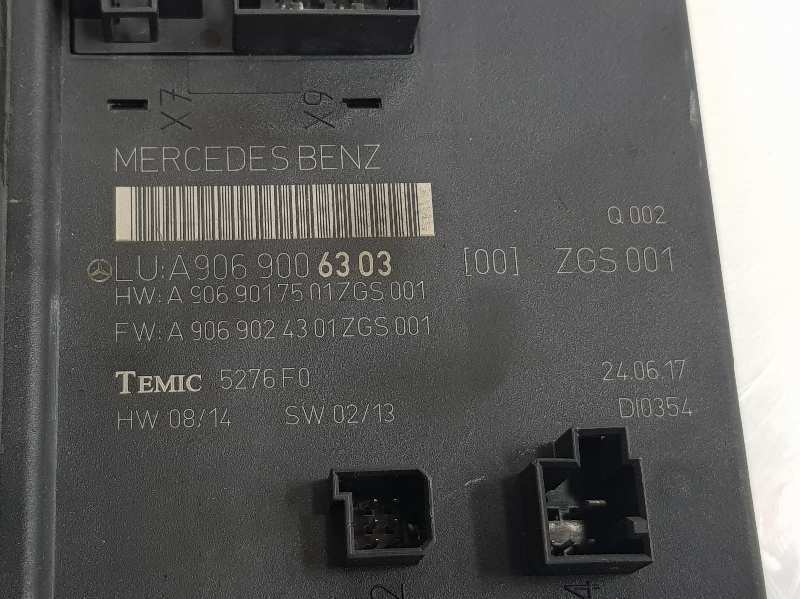 X7 X9
MERCEDES BENZ
Q 002
LU: A 906 900 63 03 [00] ZGS 001
HW: A 906 901 75 01 ZGS 001
FW: A 906 902 43 01 ZGS 001
TEMIC 5276 F0 24.06.17
HW 08/14 SW 02/13 DI0354
2 4